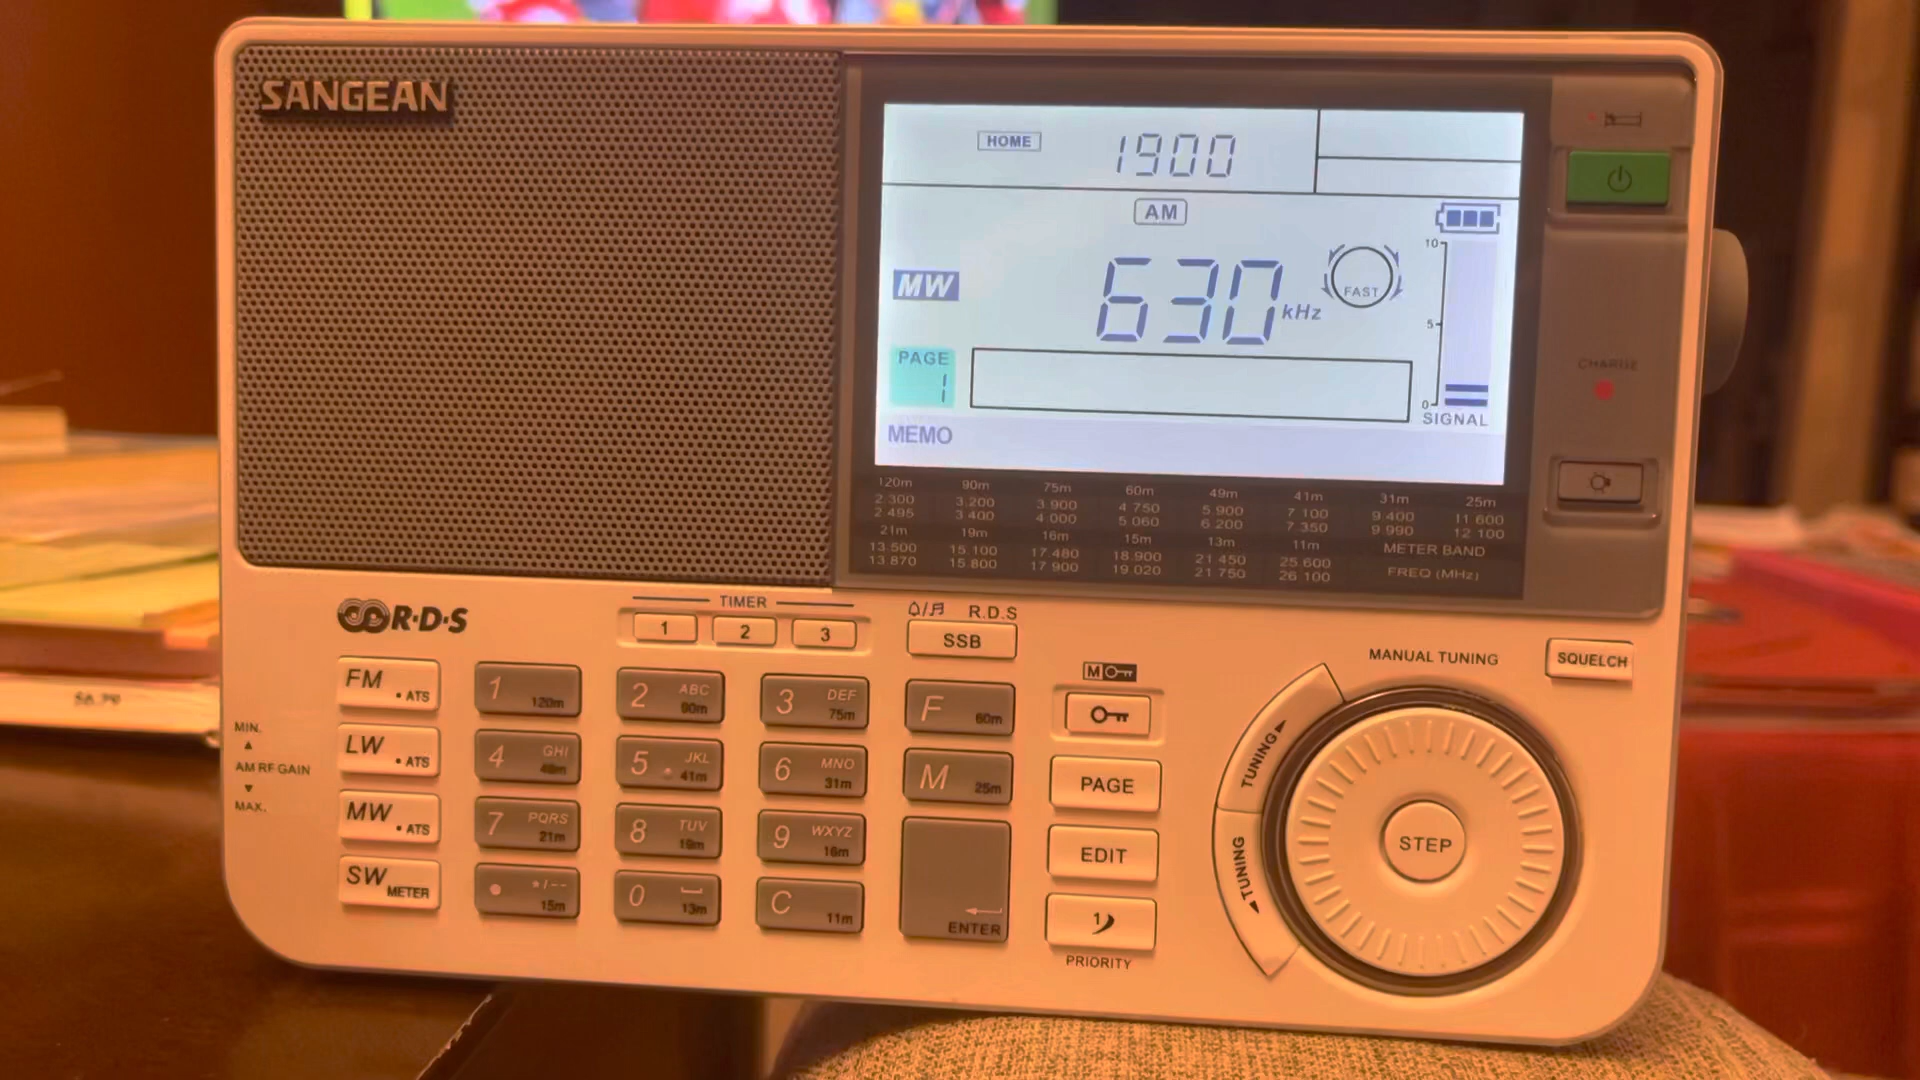 SANGEAN
HOME 1900
AM
MW 630 kHz FAST
PAGE
1
10
5
0
SIGNAL
MEMO
CHARGE
120m 90m 75m 60m 49m 41m 31m 25m
2.300 3.200 3.900 4 750 5.900 7 100 9 400 11 600
2 495 3 400 4.000 5 060 6.200 7 350 9.990 12 100
21m 19m 16m 15m 13m 11m METER BAND
13.500 15.100 17.480 18.900 21 450 25 600 FREQ (MHz)
13.870 15 800 17 900 19 020 21 750 26 100
R·D·S
TIMER
1 2 3
R.D.S
SSB
MANUAL TUNING
SQUELCH
FM • ATS
LW • ATS
MW • ATS
SW METER
MIN.
AM RF GAIN
MAX.
1 120m
2 ABC 90m
3 DEF 75m
F 60m
4 GHI 49m
5 JKL 41m
6 MNO 31m
M 25m
7 PQRS 21m
8 TUV 19m
9 WXYZ 16m
• */-- 15m
0 13m
C 11m
ENTER
M
PAGE
EDIT
1
PRIORITY
TUNING
TUNING
STEP